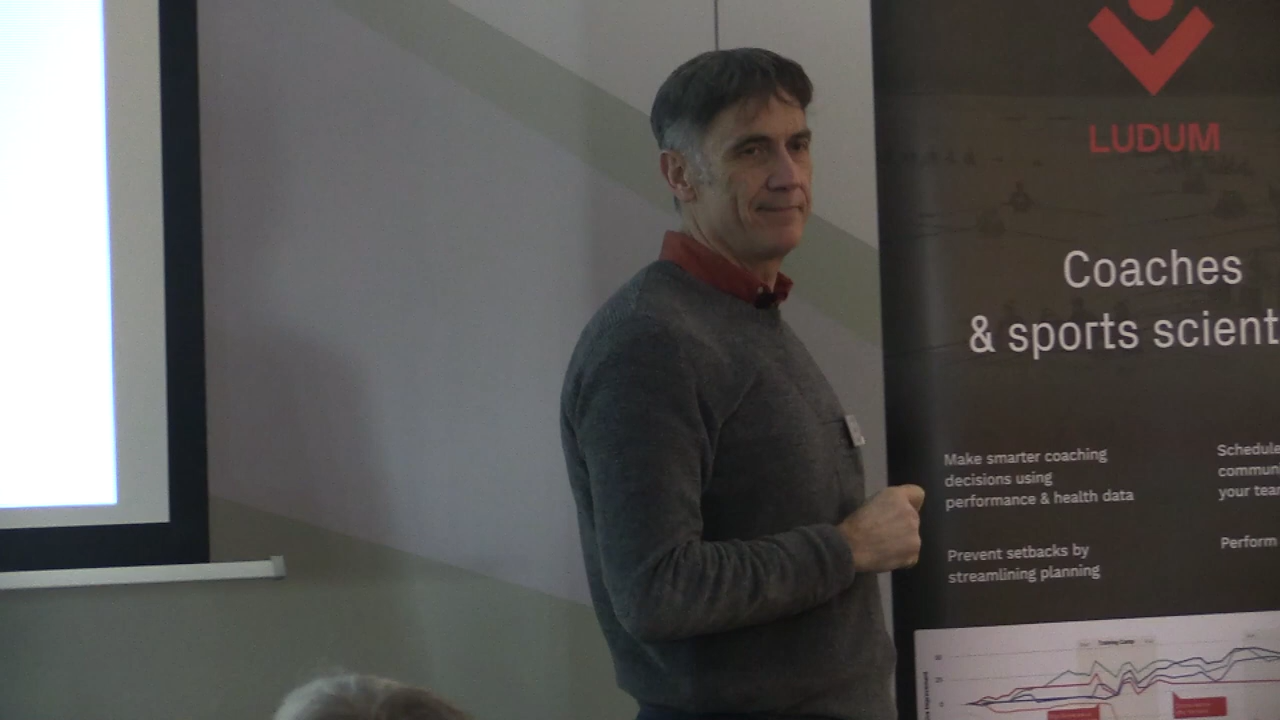 LUDUM
Coaches
& sports scient
Make smarter coaching
decisions using
performance & health data
Prevent setbacks by
streamlining planning
Schedule
commun
your tea
Perform
Training Camp